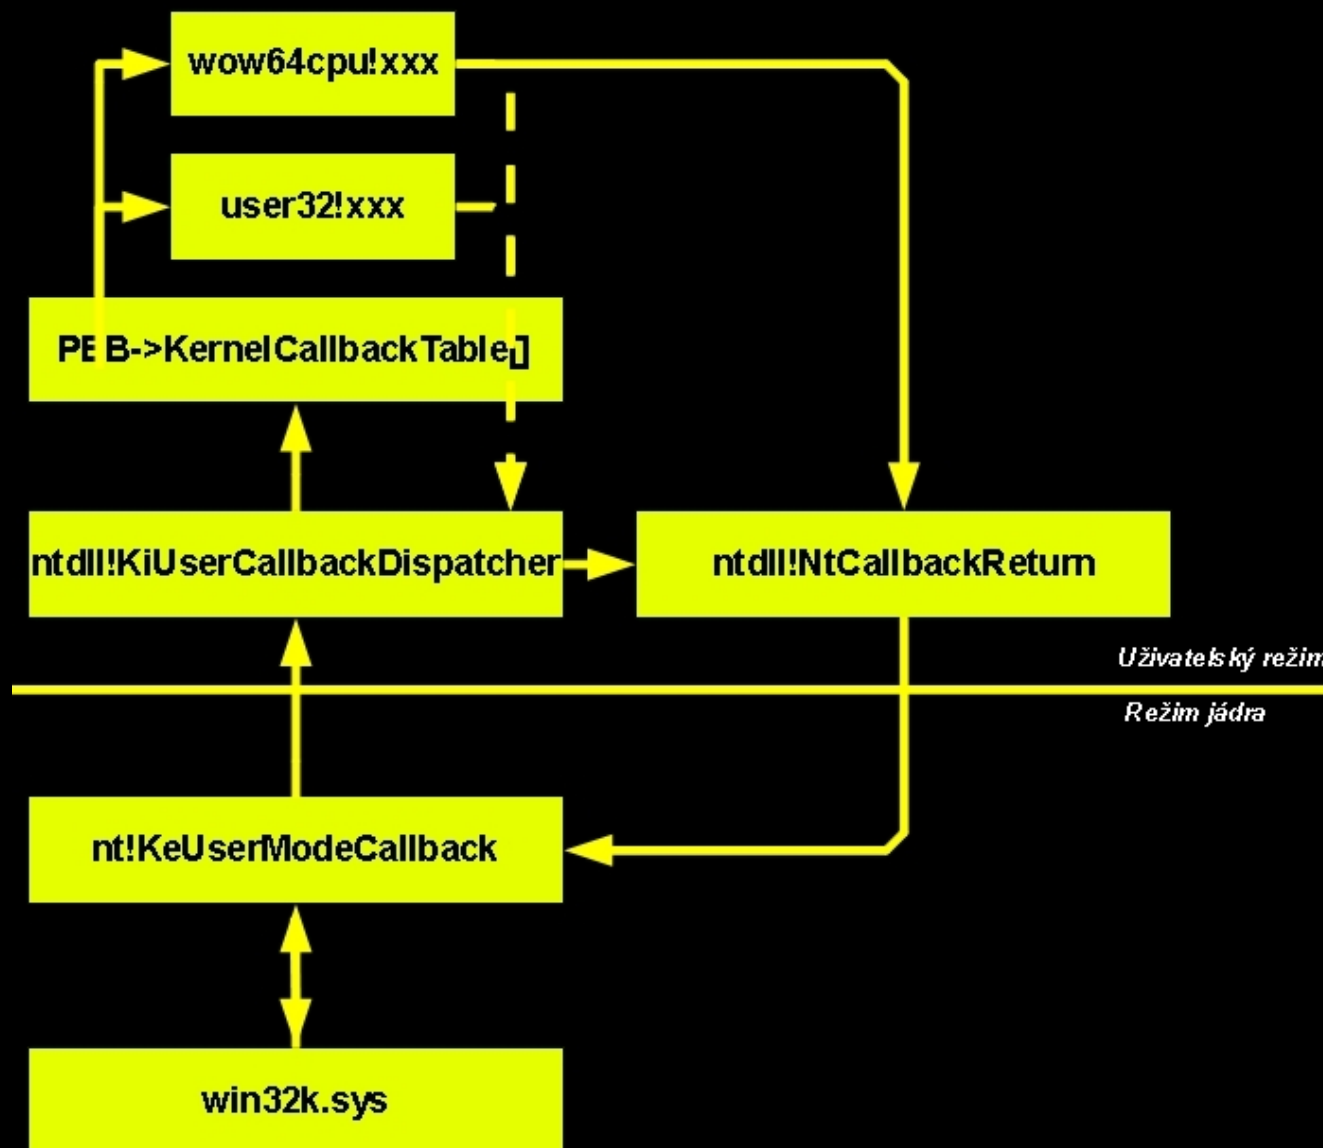 wow64cpu!xxx
user32!xxx
PEB->KernelCallbackTable[]
ntdll!KiUserCallbackDispatcher
ntdll!NtCallbackReturn
Uživatelský režim
Režim jádra
nt!KeUserModeCallback
win32k.sys